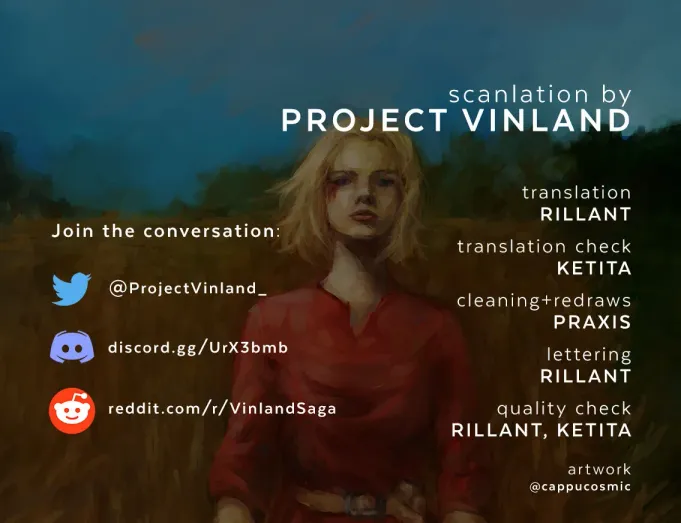 scanlation by
PROJECT VINLAND
Join the conversation:
@ProjectVinland_
discord.gg/UrX3bmb
reddit.com/r/VinlandSaga
translation
RILLANT
translation check
KETITA
cleaning+redraws
PRAXIS
lettering
RILLANT
quality check
RILLANT, KETITA
artwork
@cappucosmic